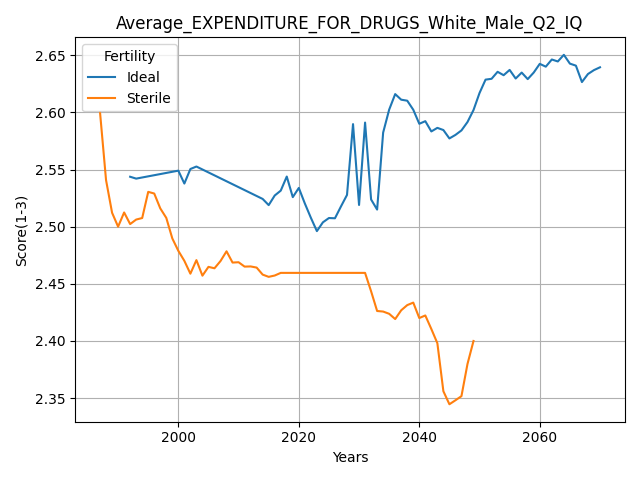 Average_EXPENDITURE_FOR_DRUGS_White_Male_Q2_IQ
Fertility
Ideal
Sterile
Score(1-3)
2.65
2.60
2.55
2.50
2.45
2.40
2.35
2000
2020
2040
2060
Years